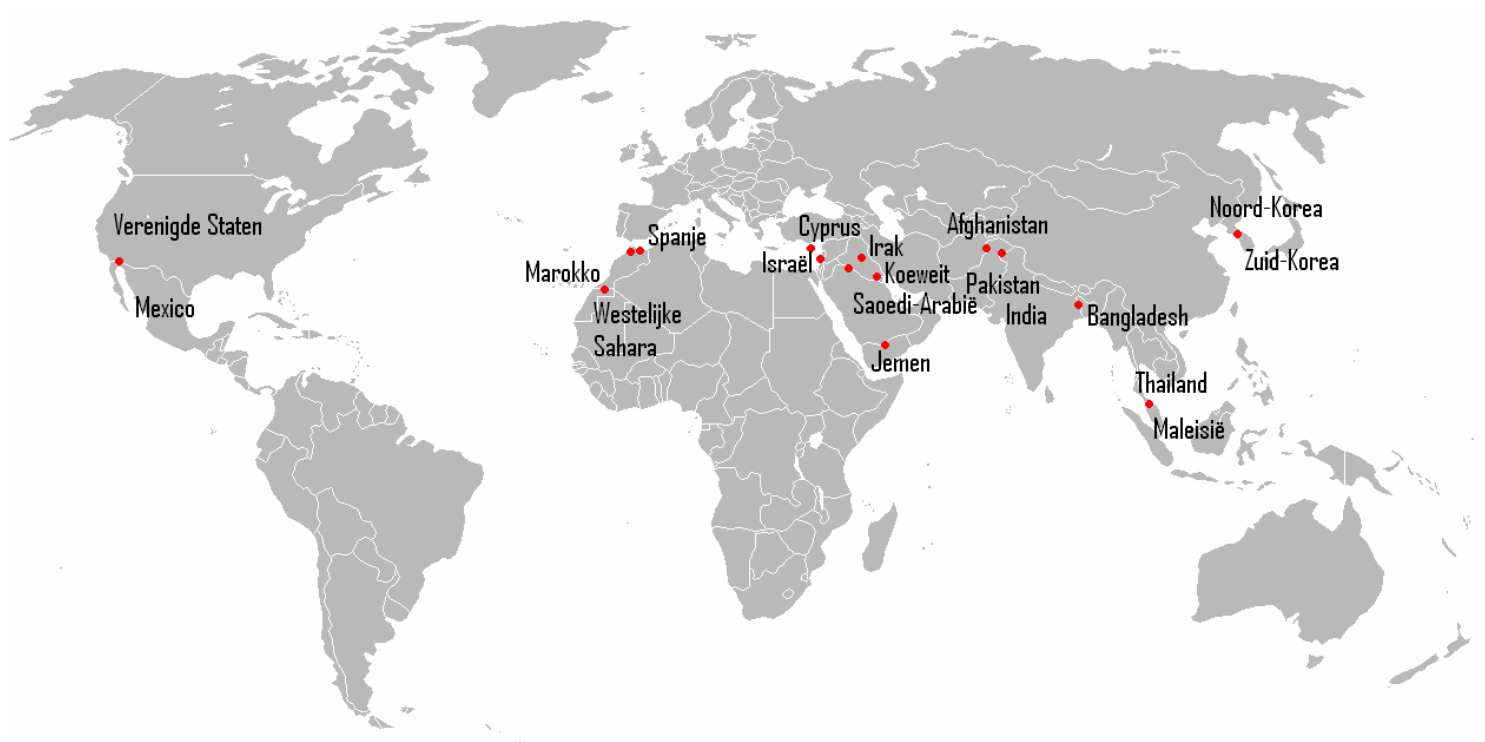 Verenigde Staten
Mexico
Marokko
Spanje
Westelijke
Sahara
Cyprus
Israël
Irak
Koeweit
Saoedi-Arabië
Jemen
Afghanistan
Pakistan
India
Bangladesh
Thailand
Maleisië
Noord-Korea
Zuid-Korea